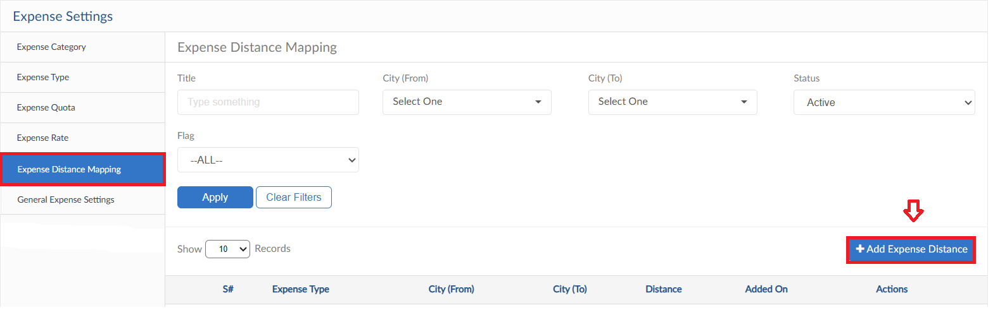 Expense Settings
Expense Category
Expense Type
Expense Quota
Expense Rate
Expense Distance Mapping
General Expense Settings
Expense Distance Mapping
Title
City (From)
City (To)
Status
Type something
Select One
Select One
Active
Flag
--ALL--
Apply
Clear Filters
Show 10 Records
+ Add Expense Distance
S# Expense Type City (From) City (To) Distance Added On Actions